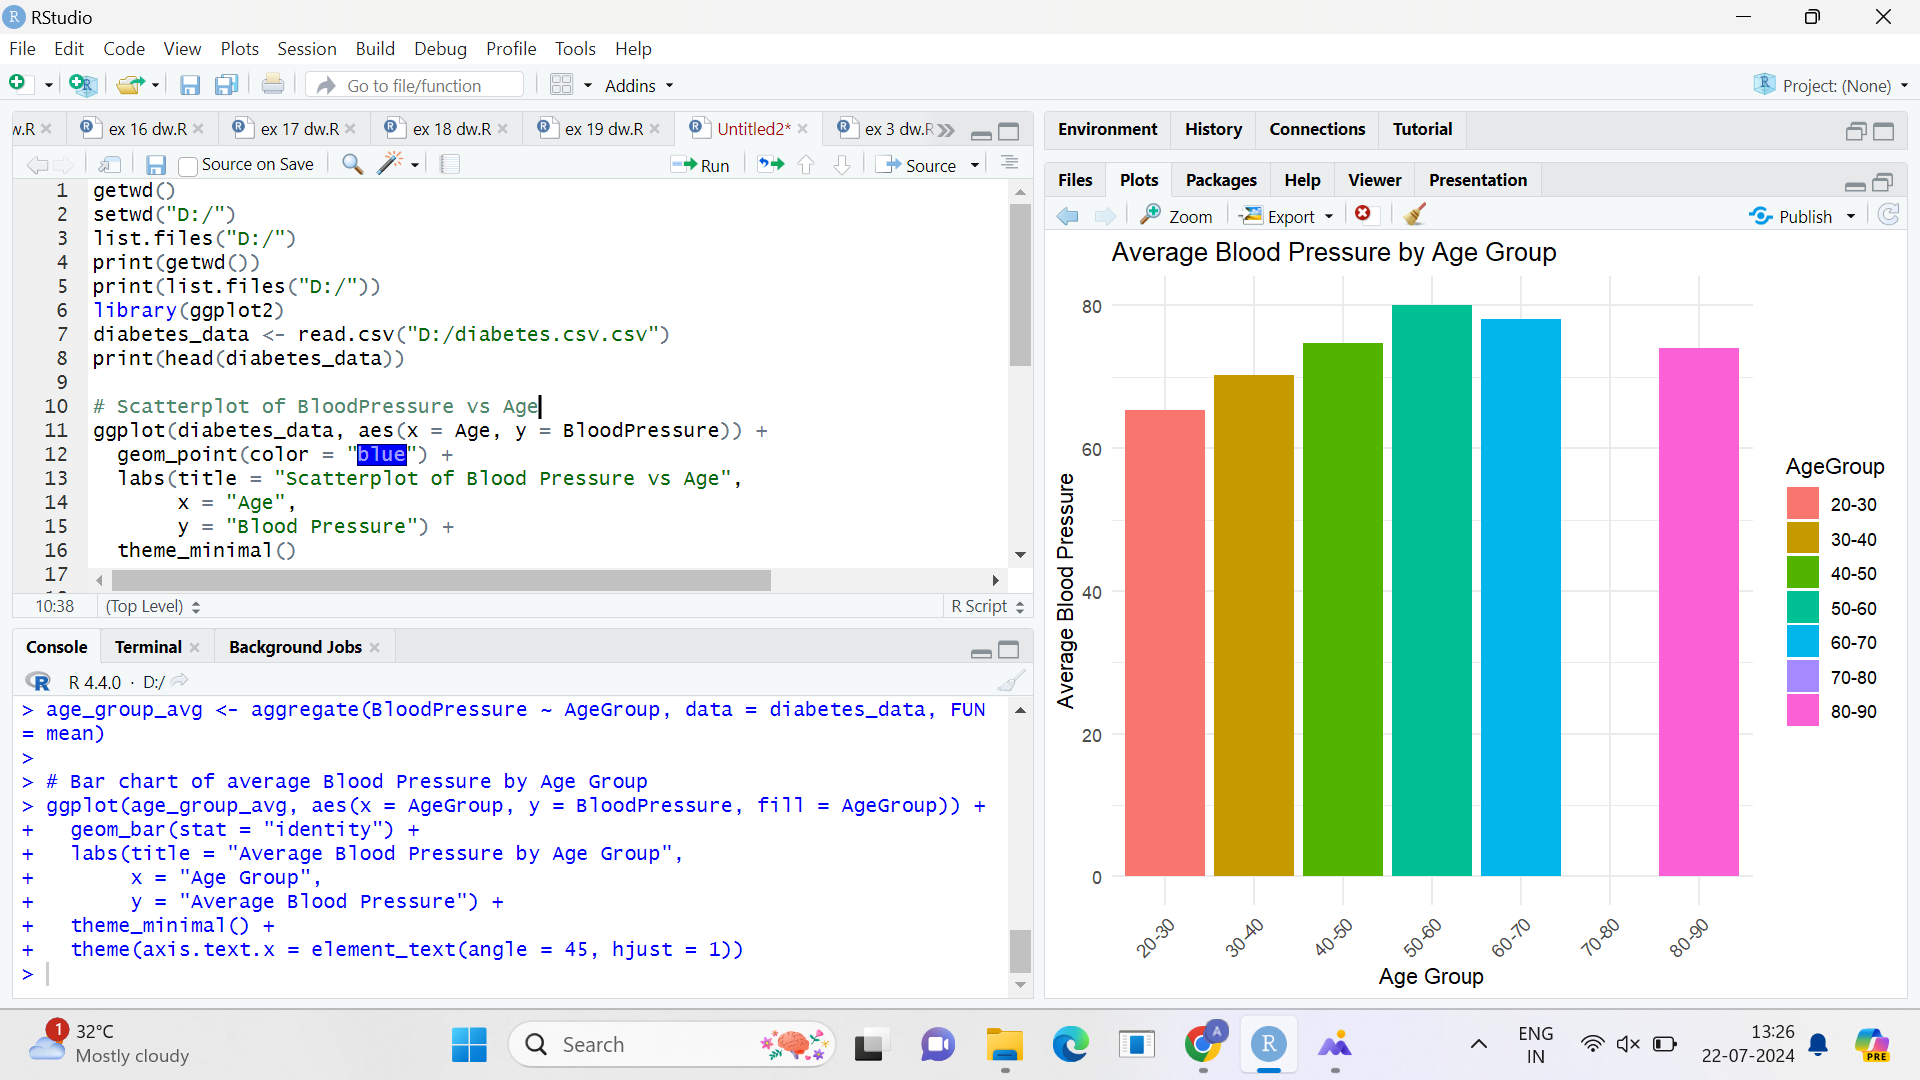 RStudio
File Edit Code View Plots Session Build Debug Profile Tools Help
Go to file/function Addins Project: (None)
w.R ex 16 dw.R ex 17 dw.R ex 18 dw.R ex 19 dw.R Untitled2* ex 3 dw.R
Source on Save Run Source
1 getwd()
2 setwd("D:/")
3 list.files("D:/")
4 print(getwd())
5 print(list.files("D:/"))
6 library(ggplot2)
7 diabetes_data <- read.csv("D:/diabetes.csv.csv")
8 print(head(diabetes_data))
9
10 # Scatterplot of BloodPressure vs Age
11 ggplot(diabetes_data, aes(x = Age, y = BloodPressure)) +
12 geom_point(color = "blue") +
13 labs(title = "Scatterplot of Blood Pressure vs Age",
14 x = "Age",
15 y = "Blood Pressure") +
16 theme_minimal()
17
10:38 (Top Level) R Script
Console Terminal Background Jobs
R R 4.4.0 · D:/
> age_group_avg <- aggregate(BloodPressure ~ AgeGroup, data = diabetes_data, FUN
= mean)
>
> # Bar chart of average Blood Pressure by Age Group
> ggplot(age_group_avg, aes(x = AgeGroup, y = BloodPressure, fill = AgeGroup)) +
+ geom_bar(stat = "identity") +
+ labs(title = "Average Blood Pressure by Age Group",
+ x = "Age Group",
+ y = "Average Blood Pressure") +
+ theme_minimal() +
+ theme(axis.text.x = element_text(angle = 45, hjust = 1))
>
Environment History Connections Tutorial
Files Plots Packages Help Viewer Presentation
Zoom Export Publish
Average Blood Pressure by Age Group
80
60
40
20
0
Average Blood Pressure
20-30 30-40 40-50 50-60 60-70 70-80 80-90
Age Group
AgeGroup
20-30
30-40
40-50
50-60
60-70
70-80
80-90
1 32°C
Mostly cloudy
Search
A
R
ENG
IN
13:26
22-07-2024
PRE